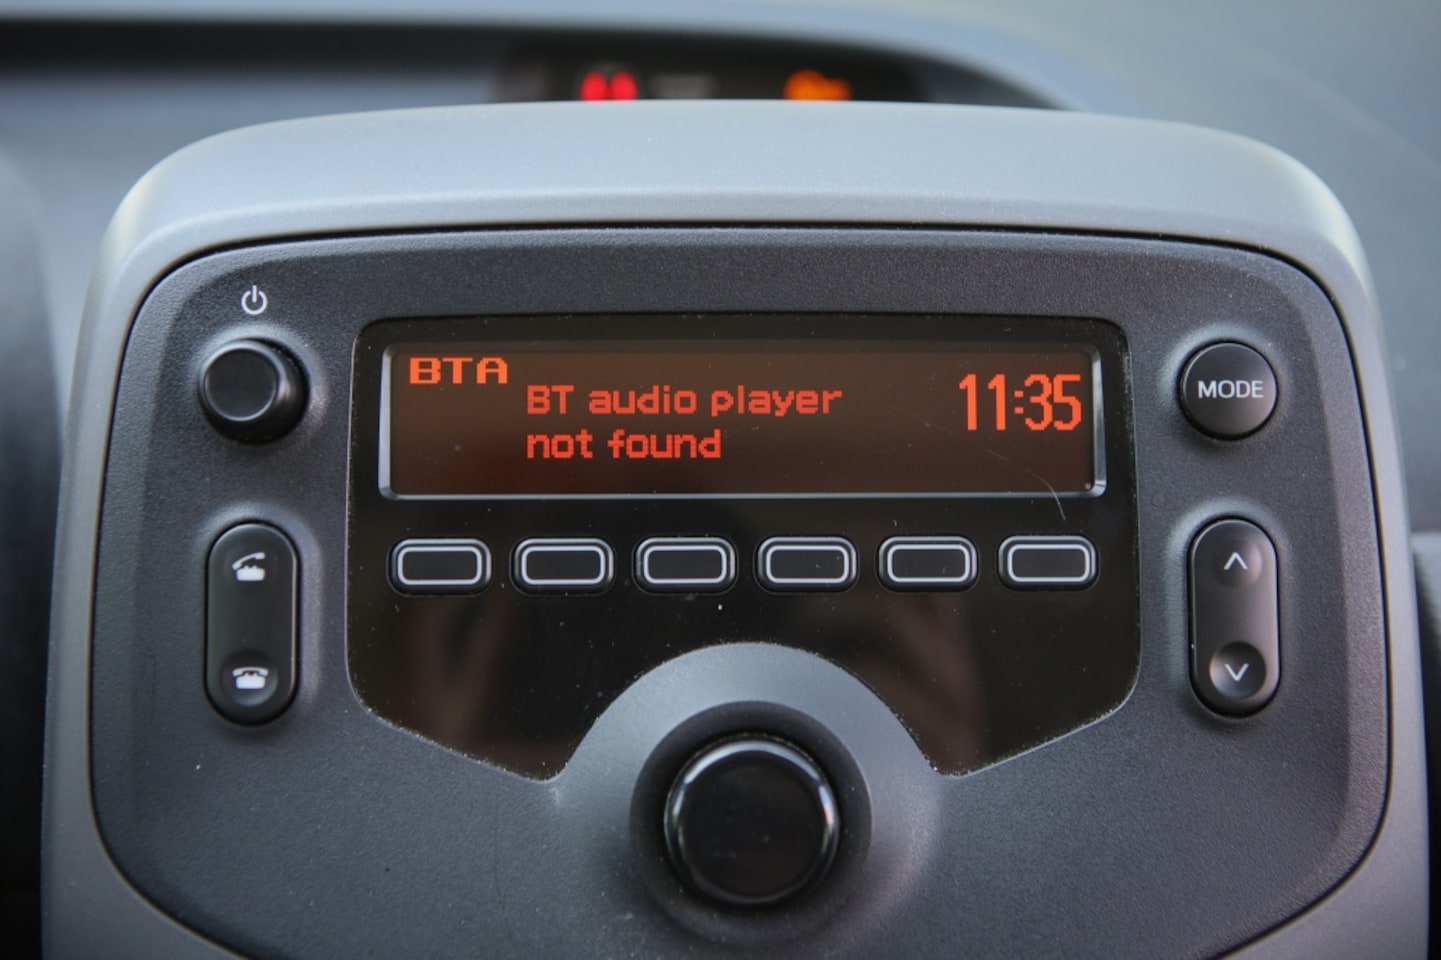 BTA
BT audio player
not found
11:35
MODE